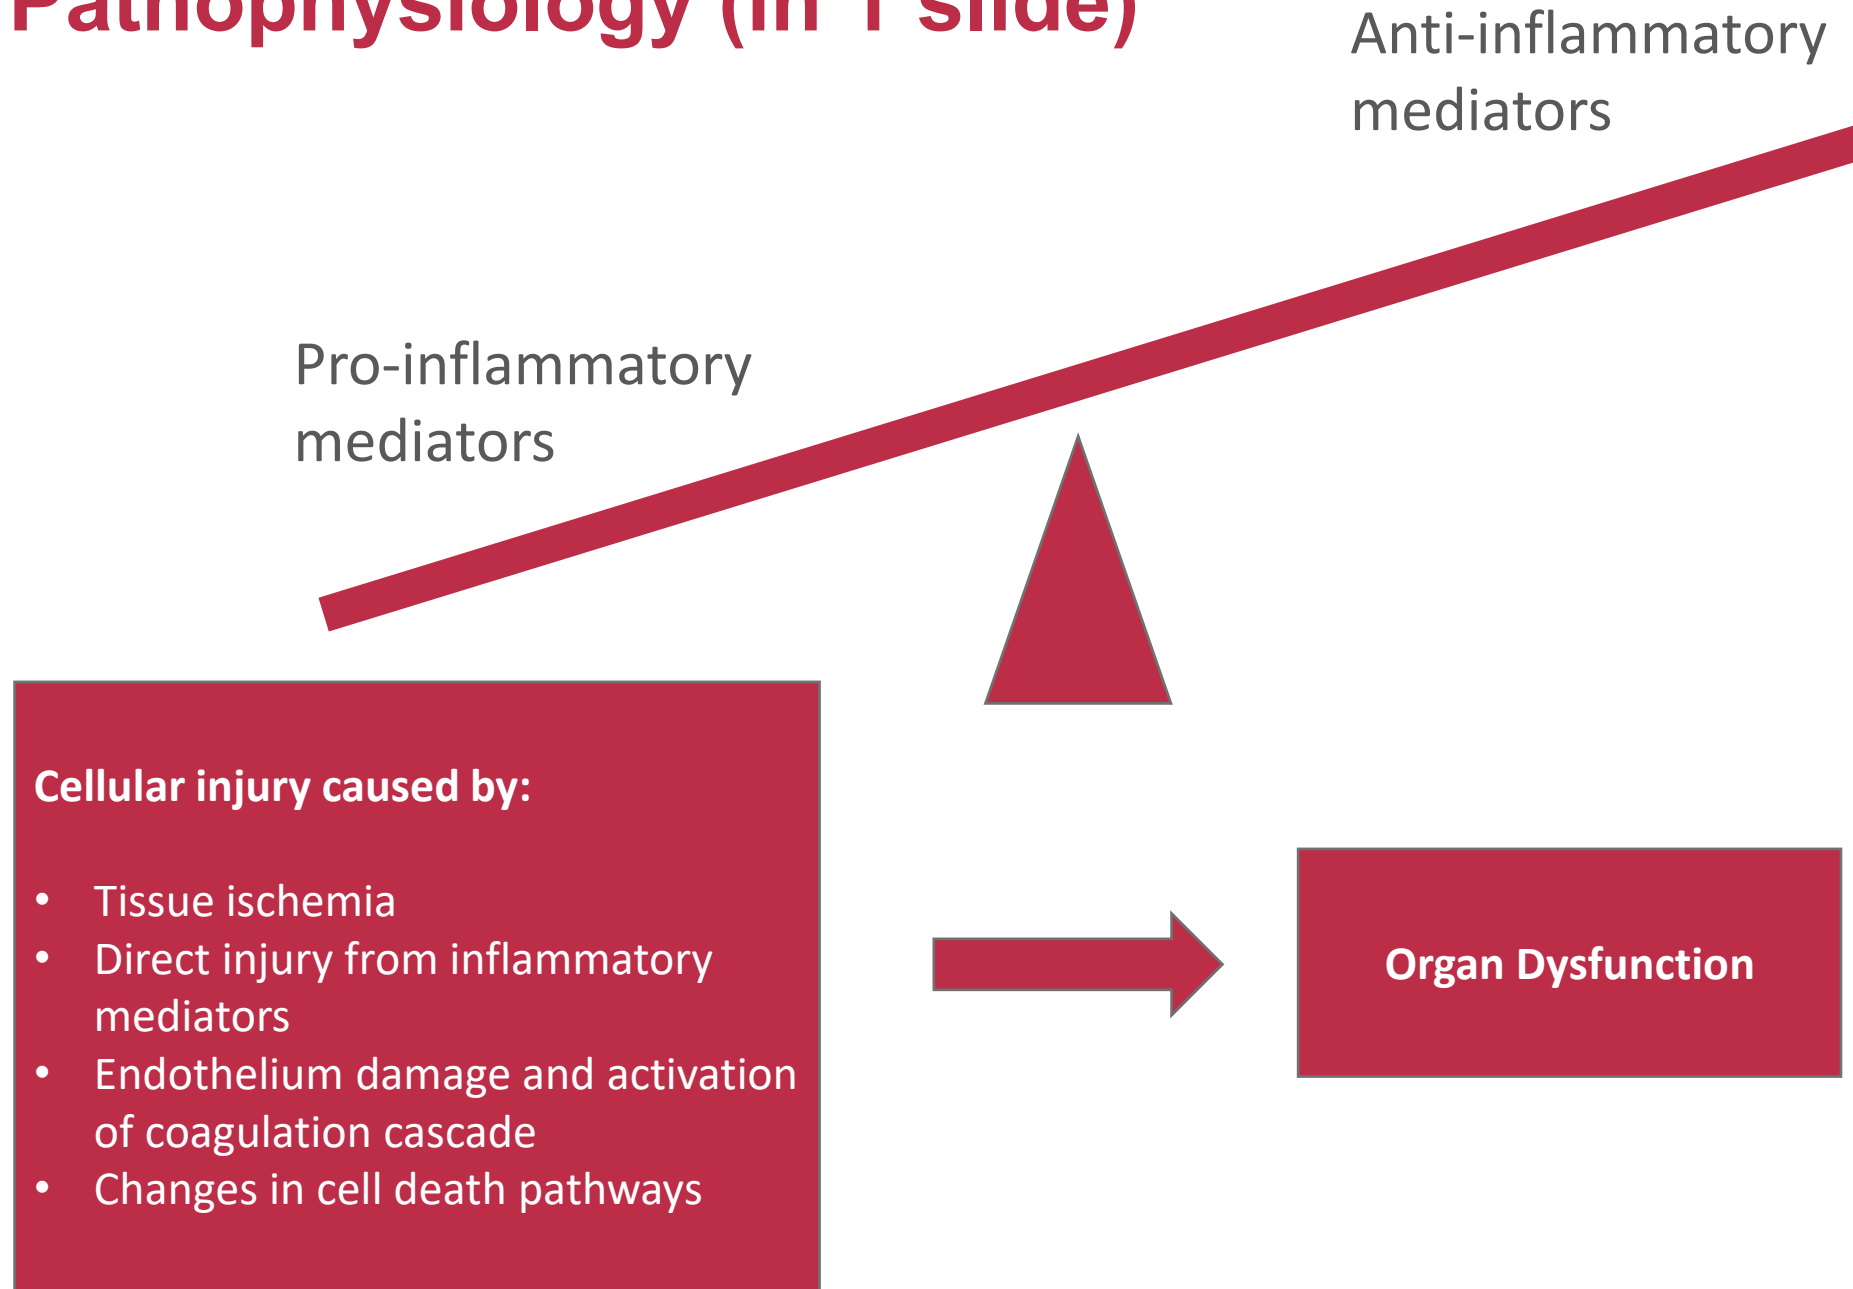 Pathophysiology (in 1 slide)
Anti-inflammatory
mediators
Pro-inflammatory
mediators
Cellular injury caused by:
• Tissue ischemia
• Direct injury from inflammatory
mediators
• Endothelium damage and activation
of coagulation cascade
• Changes in cell death pathways
Organ Dysfunction